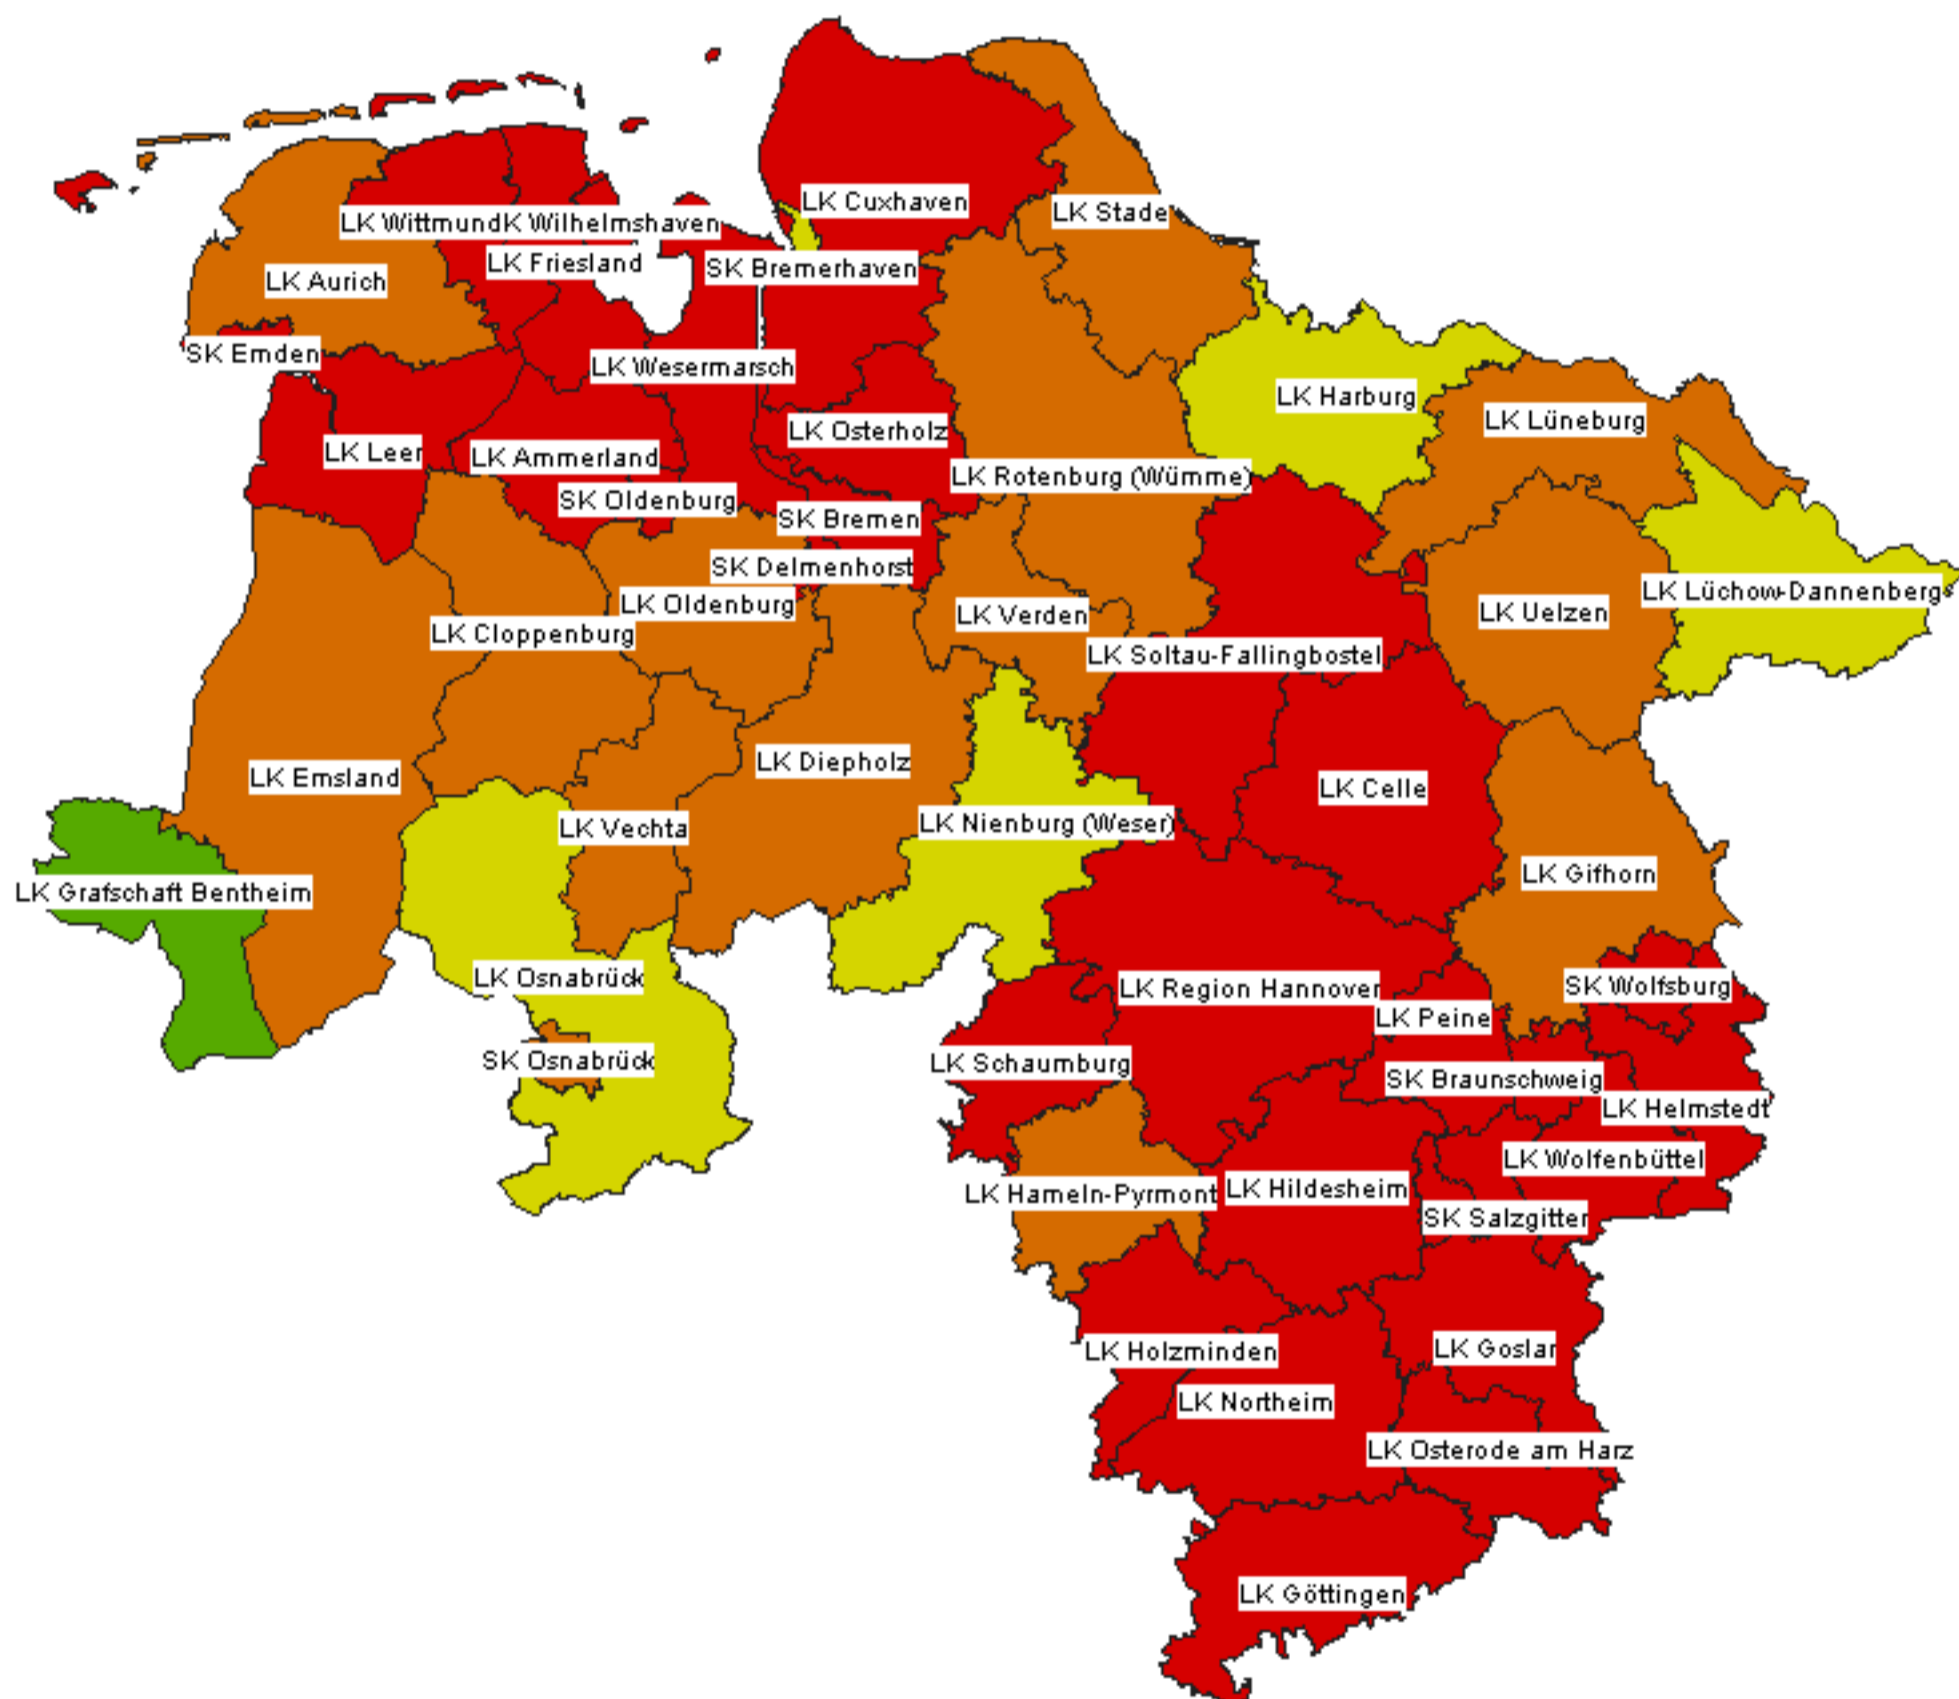 LK Cuxhaven
LK Stade
LK Wittmund
K Wilhelmshaven
LK Friesland
SK Bremerhaven
LK Aurich
SK Emden
LK Wesermarsch
LK Harburg
LK Lüneburg
LK Osterholz
LK Leer
LK Ammerland
LK Rotenburg (Wümme)
SK Oldenburg
SK Bremen
SK Delmenhorst
LK Lüchow-Dannenberg
LK Oldenburg
LK Verden
LK Uelzen
LK Cloppenburg
LK Soltau-Fallingbostel
LK Diepholz
LK Emsland
LK Celle
LK Nienburg (Weser)
LK Vechta
LK Gifhorn
LK Grafschaft Bentheim
LK Osnabrück
LK Region Hannover
SK Wolfsburg
LK Peine
SK Osnabrück
LK Schaumburg
SK Braunschweig
LK Helmstedt
LK Wolfenbüttel
LK Hameln-Pyrmont
LK Hildesheim
SK Salzgitter
LK Holzminden
LK Goslar
LK Northeim
LK Osterode am Harz
LK Göttingen